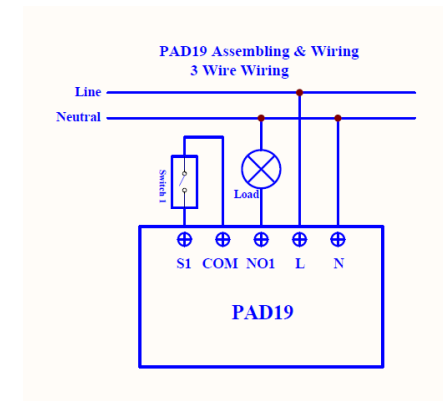 PAD19 Assembling & Wiring
3 Wire Wiring
Line
Neutral
Switch 1
Load
S1 COM NO1 L N
PAD19